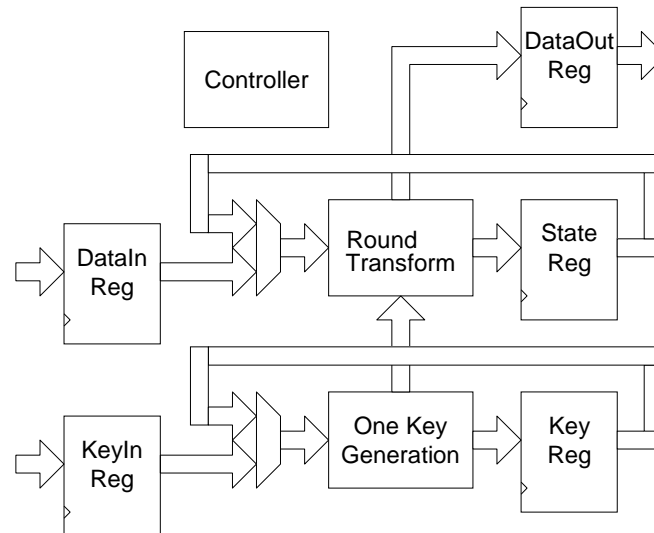 DataOut
Reg
Controller
DataIn
Reg
Round
Transform
State
Reg
KeyIn
Reg
One Key
Generation
Key
Reg